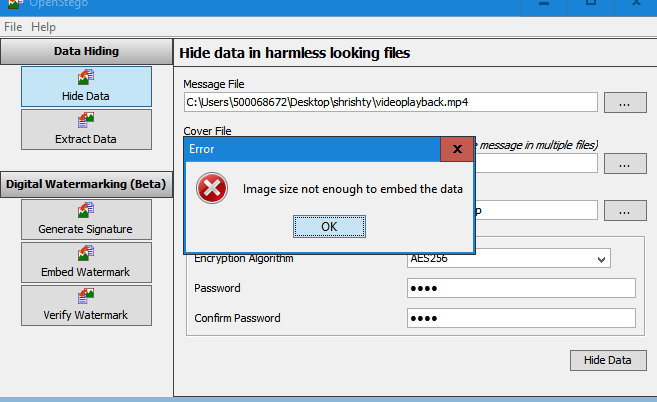 OpenStego
File Help
Data Hiding
Hide Data
Extract Data
Digital Watermarking (Beta)
Generate Signature
Embed Watermark
Verify Watermark
Hide data in harmless looking files
Message File
C:\Users\500068672\Desktop\shrishty\videoplayback.mp4
...
Cover File
message in multiple files)
...
p
...
Error
X
Image size not enough to embed the data
OK
Encryption Algorithm
AES256
Password
••••
Confirm Password
••••
Hide Data